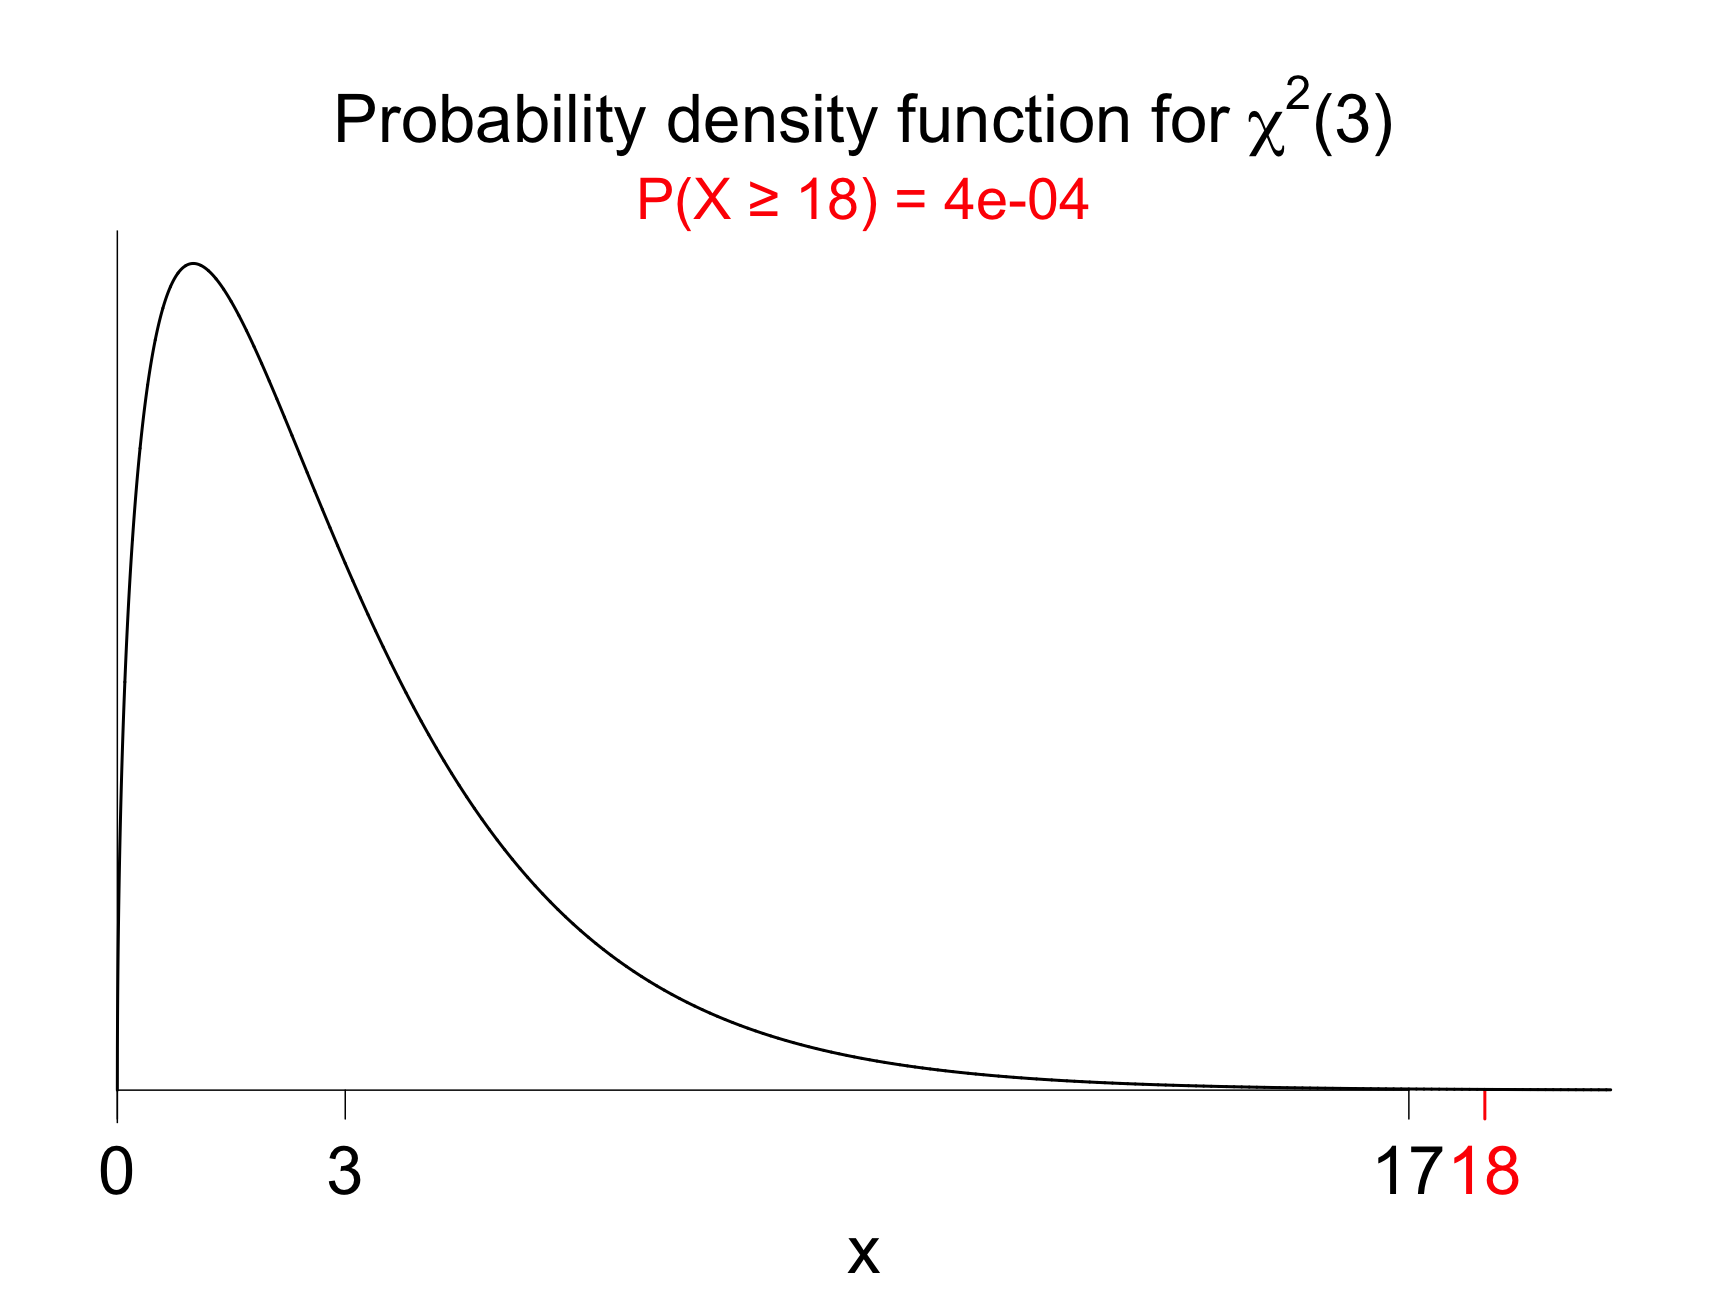 Probability density function for χ²(3)
P(X ≥ 18) = 4e-04
0 3 17 18
x